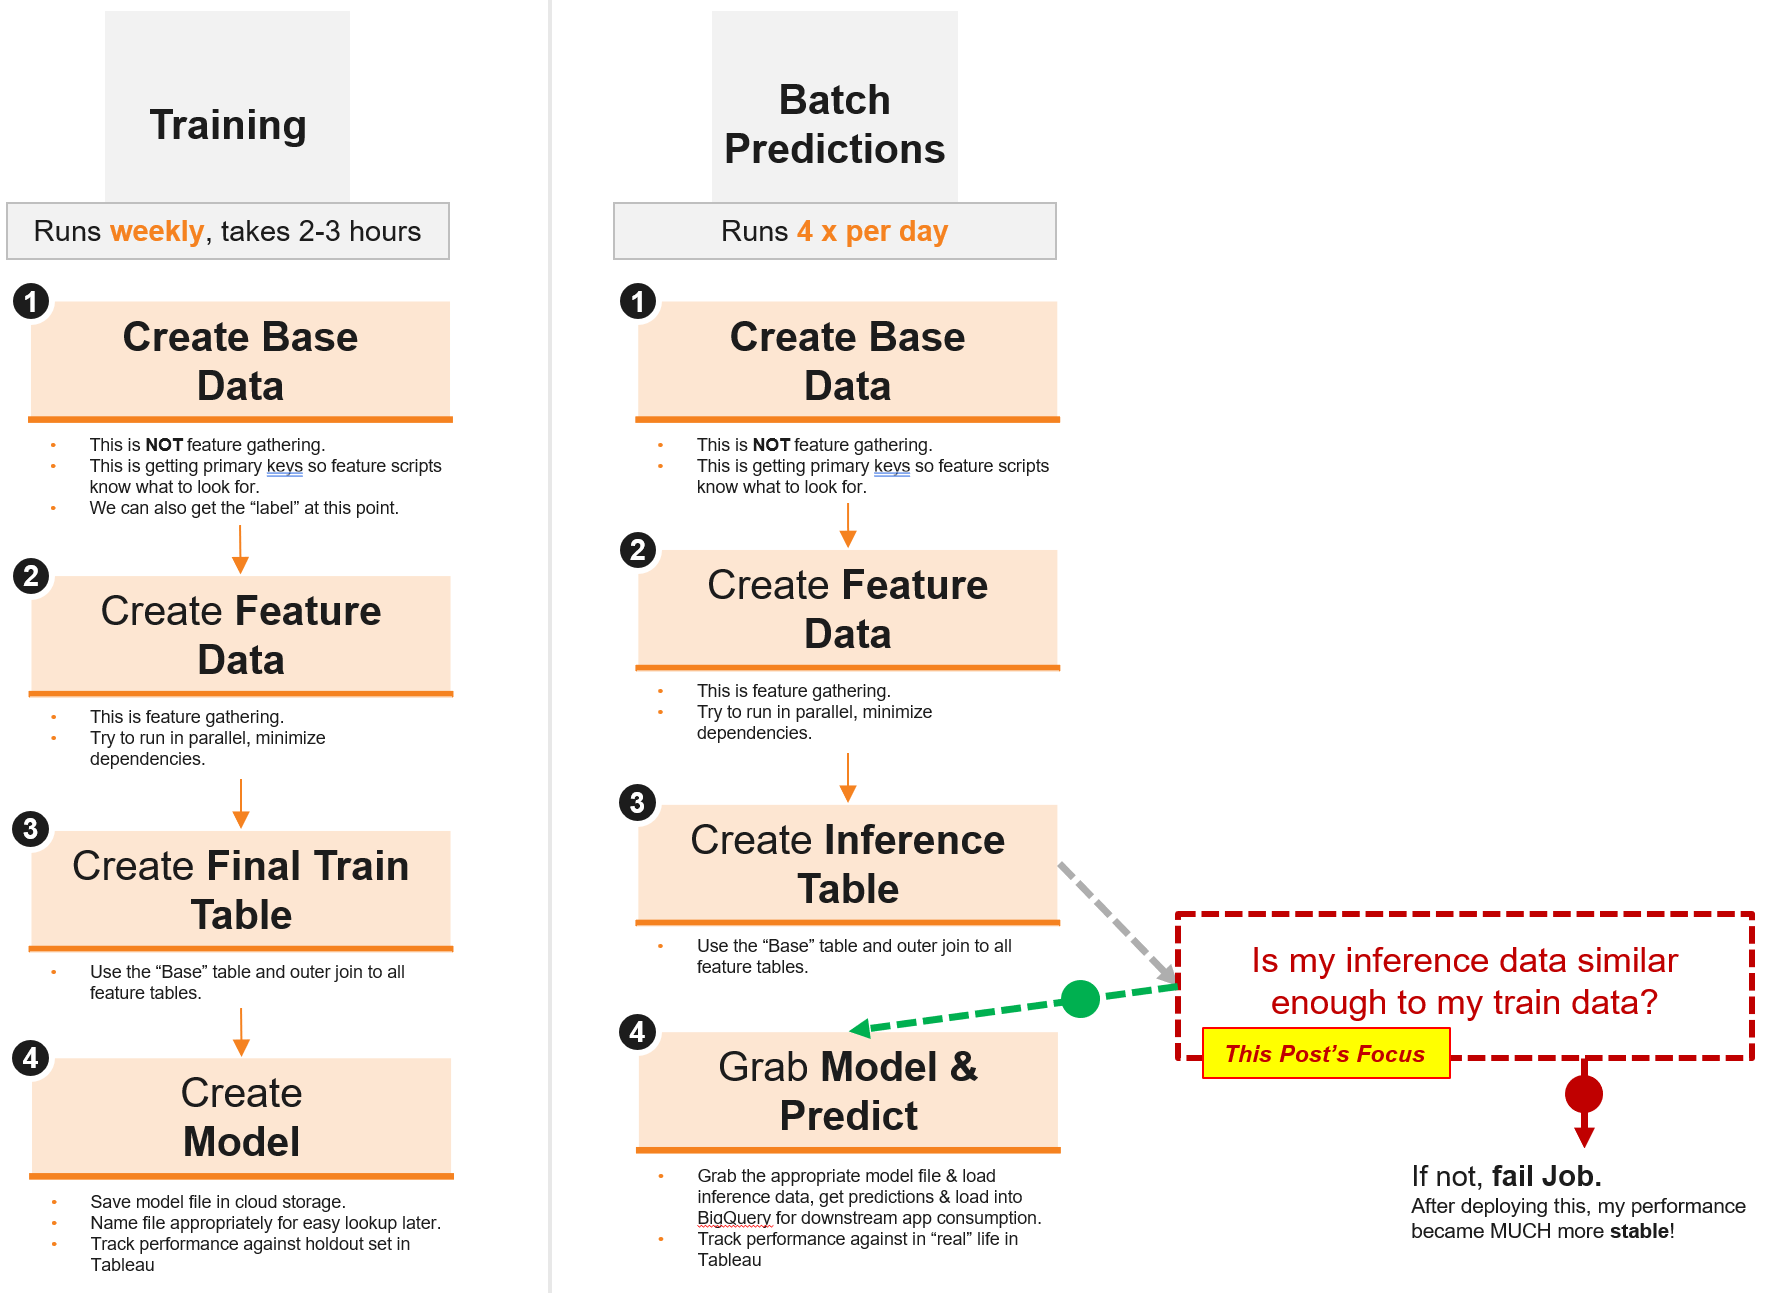 Training
Runs weekly, takes 2-3 hours
1
Create Base
Data
• This is NOT feature gathering.
• This is getting primary keys so feature scripts
know what to look for.
• We can also get the “label” at this point.
2
Create Feature
Data
• This is feature gathering.
• Try to run in parallel, minimize
dependencies.
3
Create Final Train
Table
• Use the “Base” table and outer join to all
feature tables.
4
Create
Model
• Save model file in cloud storage.
• Name file appropriately for easy lookup later.
• Track performance against holdout set in
Tableau
Batch
Predictions
Runs 4 x per day
1
Create Base
Data
• This is NOT feature gathering.
• This is getting primary keys so feature scripts
know what to look for.
2
Create Feature
Data
• This is feature gathering.
• Try to run in parallel, minimize
dependencies.
3
Create Inference
Table
• Use the “Base” table and outer join to all
feature tables.
4
Grab Model &
Predict
• Grab the appropriate model file & load
inference data, get predictions & load into
BigQuery for downstream app consumption.
• Track performance against in “real” life in
Tableau
Is my inference data similar
enough to my train data?
This Post’s Focus
If not, fail Job.
After deploying this, my performance
became MUCH more stable!